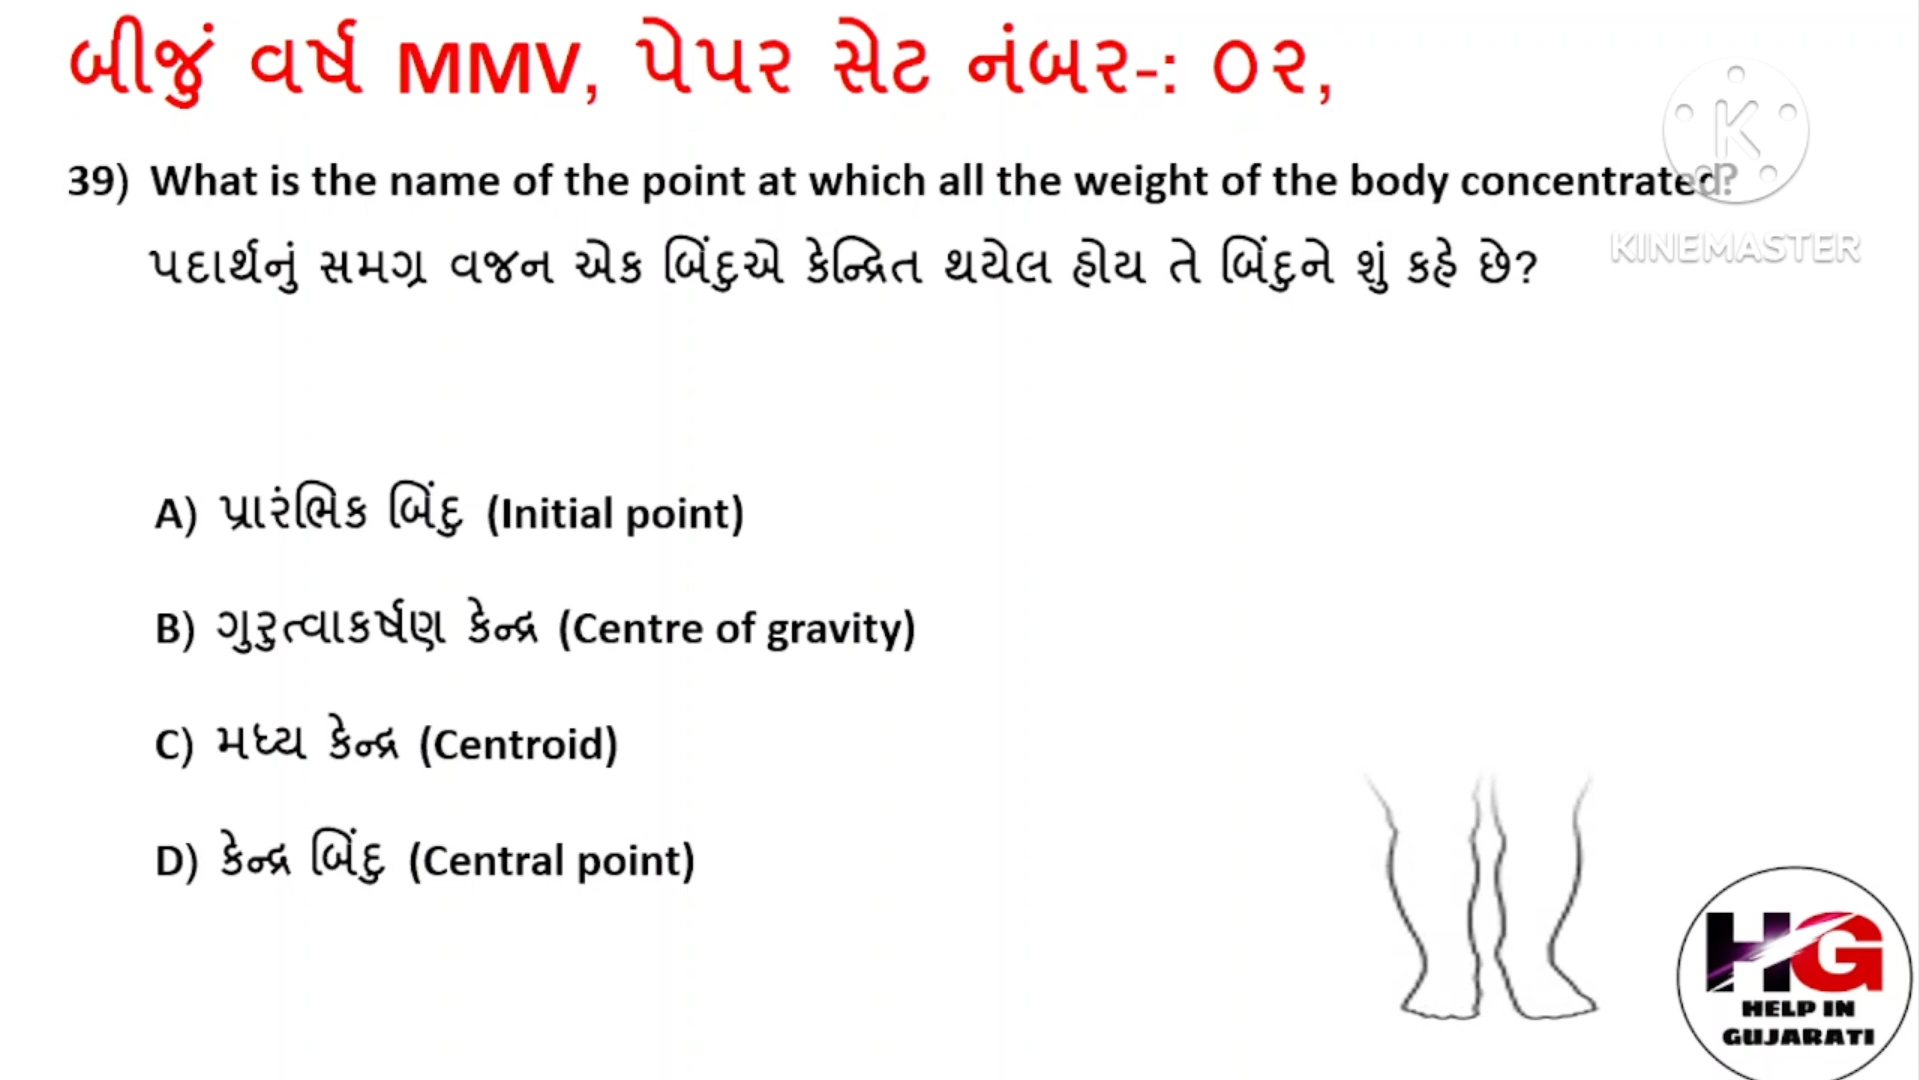 બીજું વર્ષ MMV, પેપર સેટ નંબર-: ૦૨,
39) What is the name of the point at which all the weight of the body concentrated?
પદાર્થનું સમગ્ર વજન એક બિંદુએ કેન્દ્રિત થયેલ હોય તે બિંદુને શું કહે છે?
K
KINEMASTER
A) પ્રારંભિક બિંદુ (Initial point)
B) ગુરુત્વાકર્ષણ કેન્દ્ર (Centre of gravity)
C) મધ્ય કેન્દ્ર (Centroid)
D) કેન્દ્ર બિંદુ (Central point)
HG
HELP IN
GUJARATI